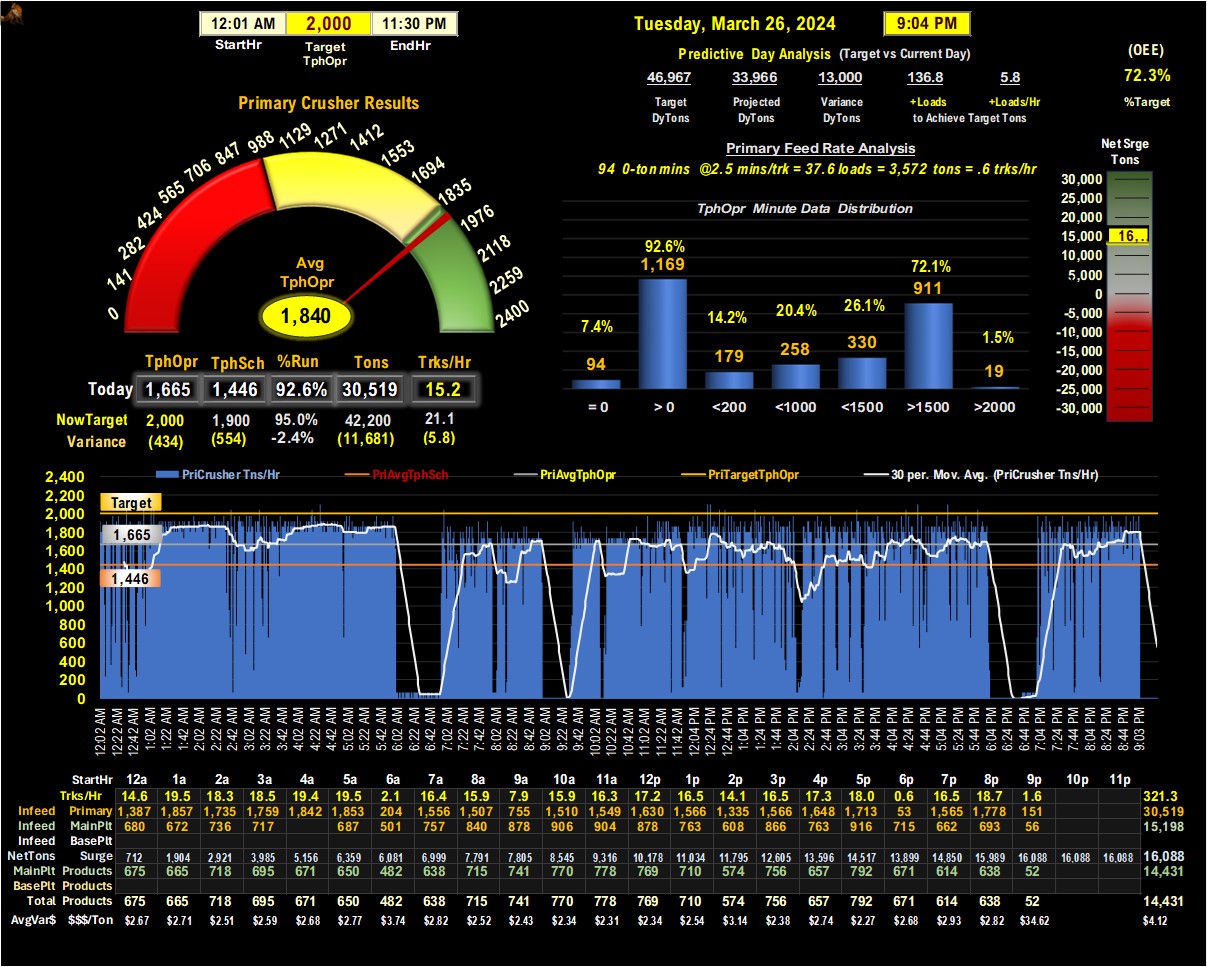 12:01 AM 2,000 11:30 PM
StartHr Target TphOpr EndHr
Tuesday, March 26, 2024 9:04 PM
Predictive Day Analysis (Target vs Current Day)
46,967 33,966 13,000 136.8 5.8
Target DyTons Projected DyTons Variance DyTons +Loads +Loads/Hr
to Achieve Target Tons
(OEE)
72.3%
%Target
Primary Crusher Results
0 141 282 424 565 706 847 988 1129 1271 1412 1553 1694 1835 1976 2118 2259 2400
Avg
TphOpr
1,840
TphOpr TphSch %Run Tons Trks/Hr
Today 1,665 1,446 92.6% 30,519 15.2
NowTarget 2,000 1,900 95.0% 42,200 21.1
Variance (434) (554) -2.4% (11,681) (5.8)
Primary Feed Rate Analysis
94 0-ton mins @2.5 mins/trk = 37.6 loads = 3,572 tons = .6 trks/hr
TphOpr Minute Data Distribution
7.4% 92.6% 14.2% 20.4% 26.1% 72.1% 1.5%
94 1,169 179 258 330 911 19
= 0 > 0 <200 <1000 <1500 >1500 >2000
Net Srge
Tons
30,000
25,000
20,000
15,000 16,..
10,000
5,000
0
-5,000
-10,000
-15,000
-20,000
-25,000
-30,000
PriCrusher Tns/Hr PriAvgTphSch PriAvgTphOpr PriTargetTphOpr 30 per. Mov. Avg. (PriCrusher Tns/Hr)
2,400
2,200
2,000
1,800
1,600
1,400
1,200
1,000
800
600
400
200
0
Target
1,665
1,446
12:02 AM 12:22 AM 12:42 AM 1:02 AM 1:22 AM 1:42 AM 2:02 AM 2:22 AM 2:42 AM 3:02 AM 3:22 AM 3:42 AM 4:02 AM 4:22 AM 4:42 AM 5:02 AM 5:22 AM 5:42 AM 6:02 AM 6:22 AM 6:42 AM 7:02 AM 7:22 AM 7:42 AM 8:02 AM 8:22 AM 8:42 AM 9:02 AM 9:22 AM 9:42 AM 10:02 AM 10:22 AM 10:42 AM 11:02 AM 11:22 AM 11:42 AM 12:04 PM 12:24 PM 12:44 PM 1:04 PM 1:24 PM 1:44 PM 2:04 PM 2:24 PM 2:44 PM 3:04 PM 3:24 PM 3:44 PM 4:04 PM 4:24 PM 4:44 PM 5:04 PM 5:24 PM 5:44 PM 6:04 PM 6:24 PM 6:44 PM 7:04 PM 7:24 PM 7:44 PM 8:04 PM 8:24 PM 8:44 PM 9:03 PM
StartHr 12a 1a 2a 3a 4a 5a 6a 7a 8a 9a 10a 11a 12p 1p 2p 3p 4p 5p 6p 7p 8p 9p 10p 11p
Trks/Hr 14.6 19.5 18.3 18.5 19.4 19.5 2.1 16.4 15.9 7.9 15.9 16.3 17.2 16.5 14.1 16.5 17.3 18.0 0.6 16.5 18.7 1.6 321.3
Infeed Primary 1,387 1,857 1,735 1,759 1,842 1,853 204 1,556 1,507 755 1,510 1,549 1,630 1,566 1,335 1,566 1,648 1,713 53 1,565 1,778 151 30,519
Infeed MainPlt 680 672 736 717 687 501 757 840 878 906 904 878 763 608 866 763 916 715 662 693 56 15,198
Infeed BasePlt
NetTons Surge 712 1,904 2,921 3,985 5,156 6,359 6,081 6,999 7,791 7,805 8,545 9,316 10,178 11,034 11,795 12,605 13,596 14,517 13,899 14,850 15,989 16,088 16,088 16,088 16,088
MainPlt Products 675 665 718 695 671 650 482 638 715 741 770 778 769 710 574 756 657 792 671 614 638 52 14,431
BasePlt Products
Total Products 675 665 718 695 671 650 482 638 715 741 770 778 769 710 574 756 657 792 671 614 638 52 14,431
AvgVar$ $$$/Ton $2.67 $2.71 $2.51 $2.59 $2.68 $2.77 $3.74 $2.82 $2.52 $2.43 $2.34 $2.31 $2.34 $2.54 $3.14 $2.38 $2.74 $2.27 $2.68 $2.93 $2.82 $34.62 $4.12